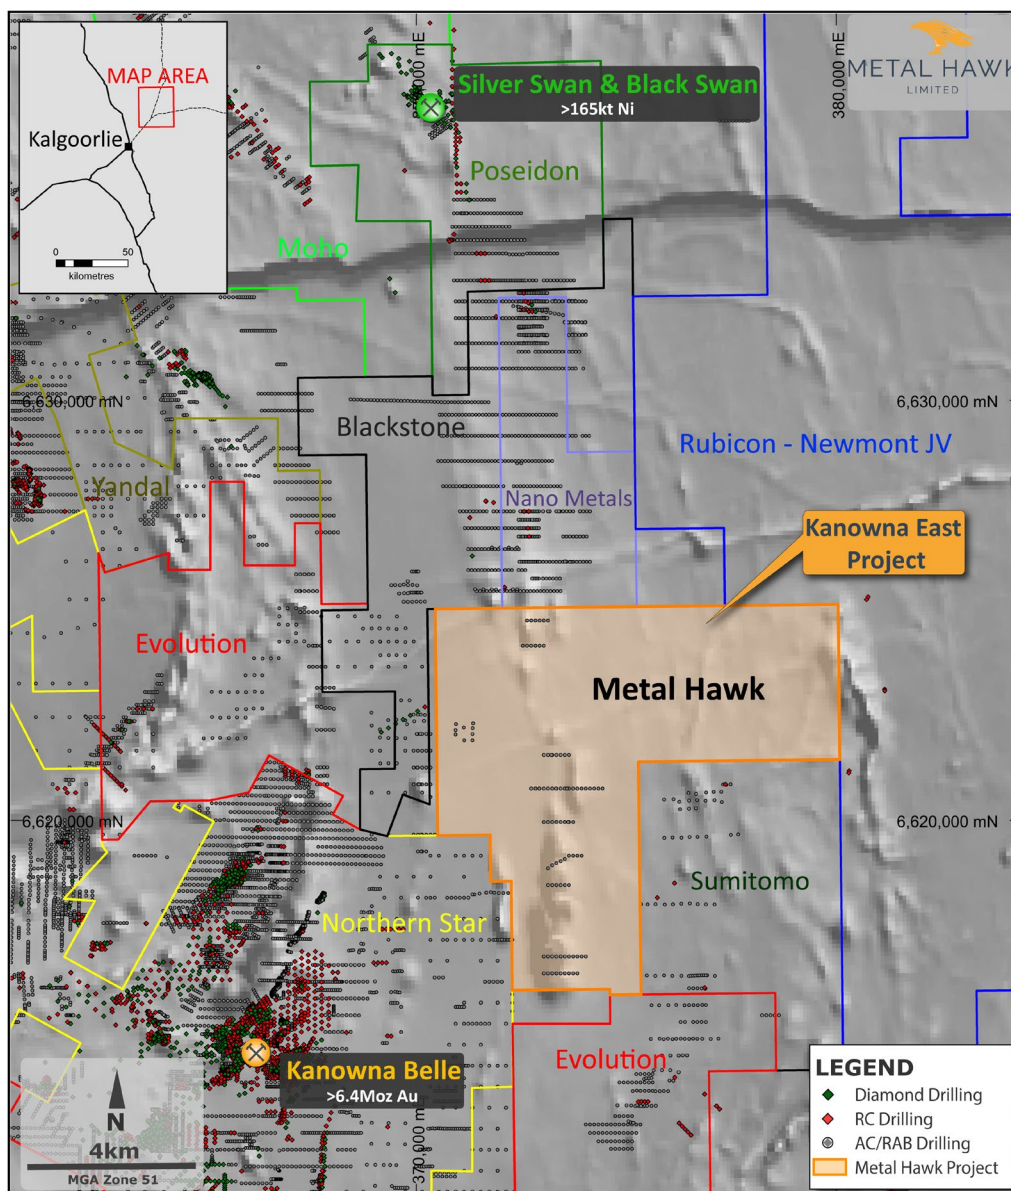 MAP AREA
Kalgoorlie
0 50
kilometres
METAL HAWK
LIMITED
380,000 mE
Silver Swan & Black Swan
>165kt Ni
Poseidon
Moho
6,630,000 mN
6,630,000 mN
Blackstone
Rubicon - Newmont JV
Yandal
Nano Metals
Kanowna East
Project
Evolution
Metal Hawk
6,620,000 mN
6,620,000 mN
Sumitomo
Northern Star
Kanowna Belle
>6.4Moz Au
Evolution
N
4km
MGA Zone 51
LEGEND
Diamond Drilling
RC Drilling
AC/RAB Drilling
Metal Hawk Project